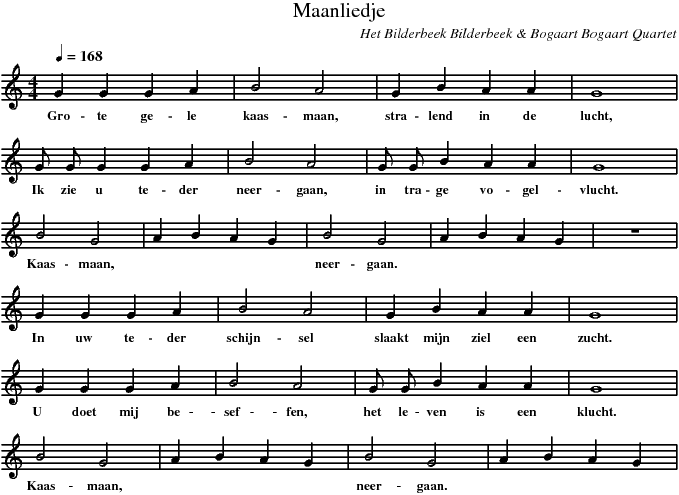 Maanliedje
Het Bilderbeek Bilderbeek & Bogaart Bogaart Quartet
♩ = 168
Gro - te ge - le kaas - maan, stra - lend in de lucht,
Ik zie u te - der neer - gaan, in tra - ge vo - gel - vlucht.
Kaas - maan, neer - gaan.
In uw te - der schijn - sel slaakt mijn ziel een zucht.
U doet mij be - sef - fen, het le - ven is een klucht.
Kaas - maan, neer - gaan.